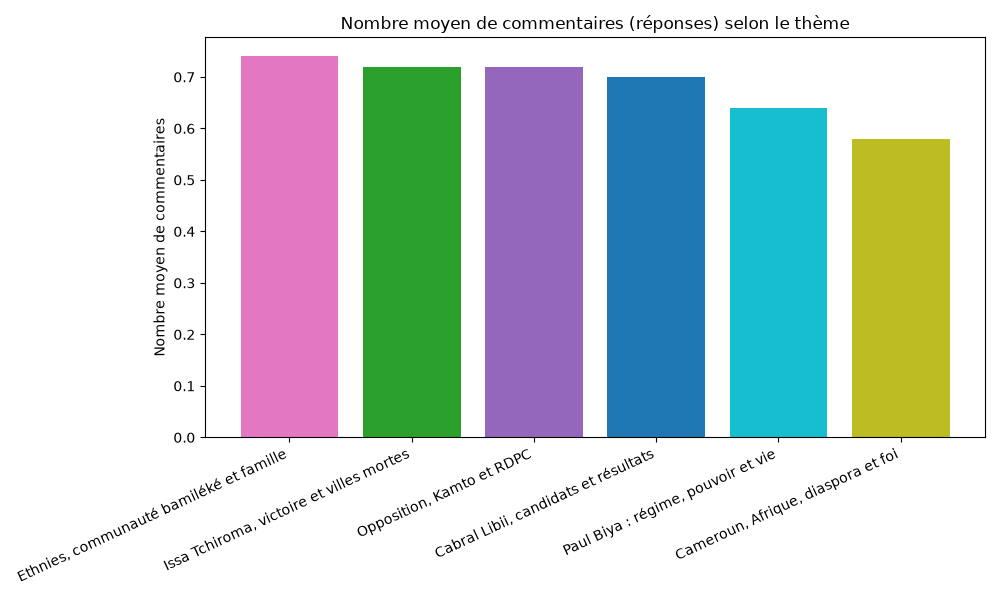 Nombre moyen de commentaires (réponses) selon le thème
Nombre moyen de commentaires
0.7
0.6
0.5
0.4
0.3
0.2
0.1
0.0
Ethnies, communauté bamiléké et famille
Issa Tchiroma, victoire et villes mortes
Opposition, Kamto et RDPC
Cabral Libii, candidats et résultats
Paul Biya : régime, pouvoir et vie
Cameroun, Afrique, diaspora et foi